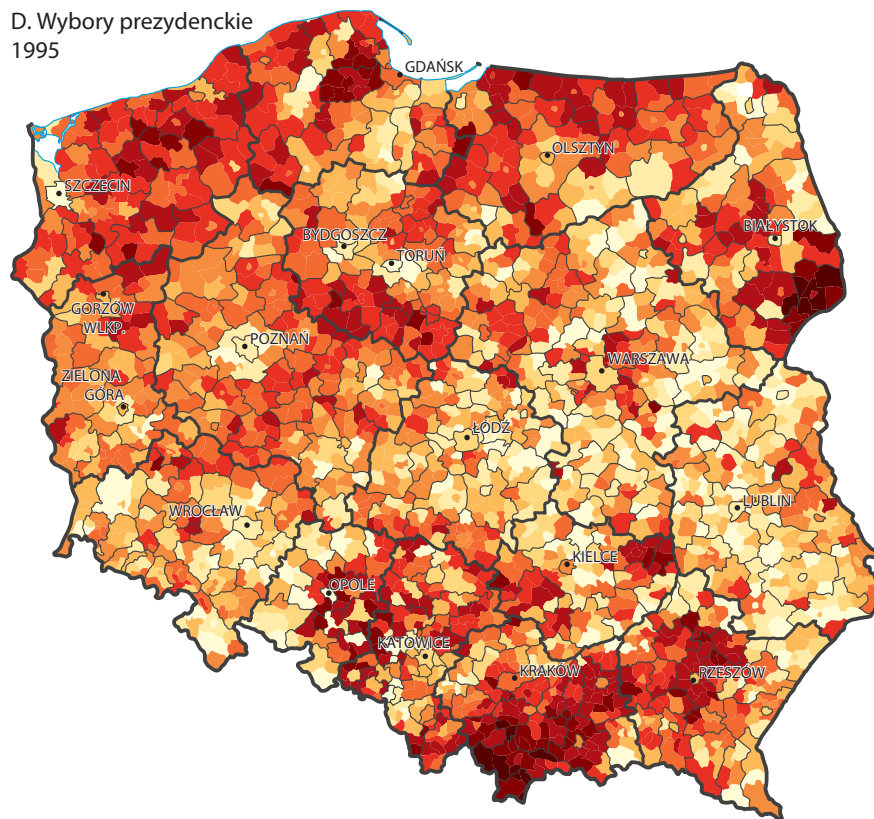 D. Wybory prezydenckie
1995
GDAŃSK
OLSZTYN
SZCZECIN
BIAŁYSTOK
BYDGOSZCZ
TORUŃ
GORZÓW
WLKP.
POZNAŃ
WARSZAWA
ZIELONA
GÓRA
ŁÓDŹ
WROCŁAW
LUBLIN
KIELCE
OPOLE
KATOWICE
KRAKÓW
RZESZÓW